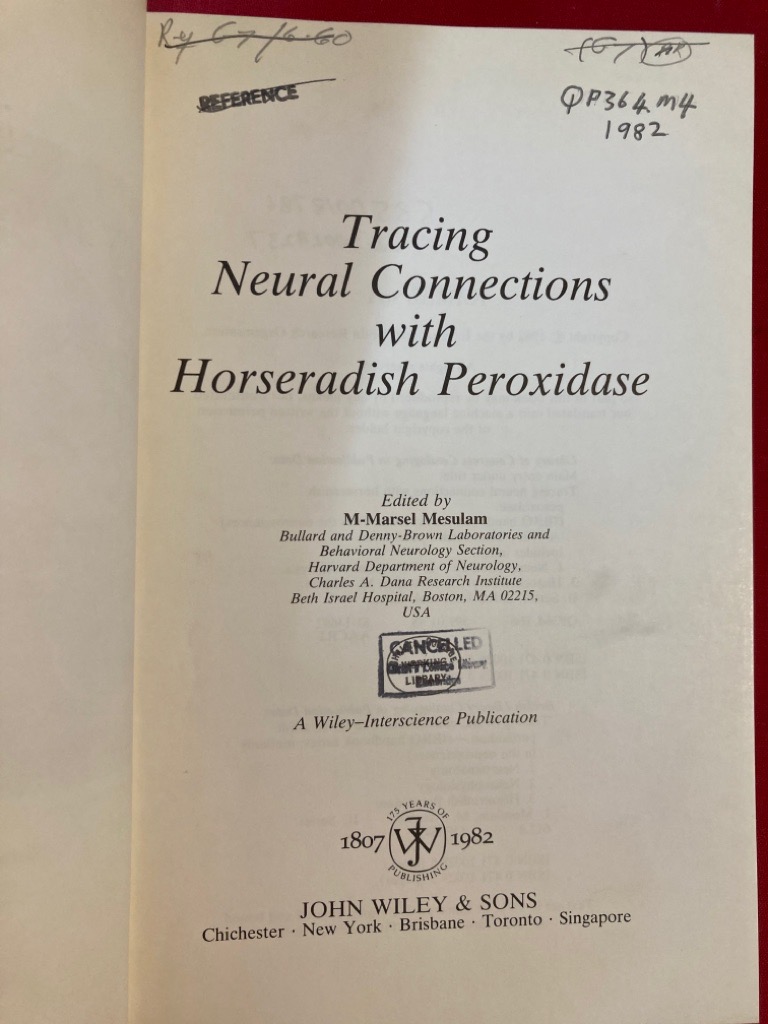 REFERENCE
QP364 M4
1982
Tracing
Neural Connections
with
Horseradish Peroxidase
Edited by
M-Marsel Mesulam
Bullard and Denny-Brown Laboratories and
Behavioral Neurology Section,
Harvard Department of Neurology,
Charles A. Dana Research Institute
Beth Israel Hospital, Boston, MA 02215,
USA
CANCELLED
LIBRARY
A Wiley–Interscience Publication
175 YEARS OF
1807 JW 1982
PUBLISHING
JOHN WILEY & SONS
Chichester · New York · Brisbane · Toronto · Singapore